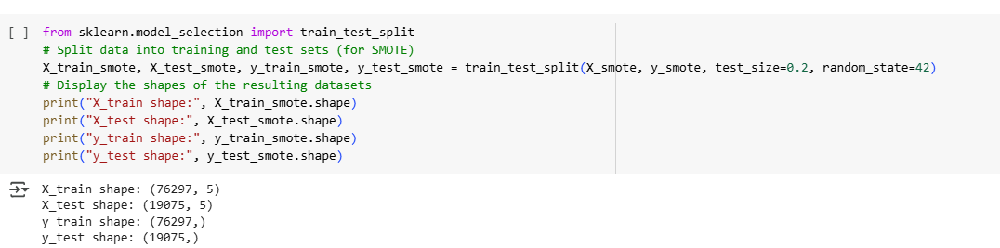 [ ] from sklearn.model_selection import train_test_split
# Split data into training and test sets (for SMOTE)
X_train_smote, X_test_smote, y_train_smote, y_test_smote = train_test_split(X_smote, y_smote, test_size=0.2, random_state=42)
# Display the shapes of the resulting datasets
print("X_train shape:", X_train_smote.shape)
print("X_test shape:", X_test_smote.shape)
print("y_train shape:", y_train_smote.shape)
print("y_test shape:", y_test_smote.shape)
X_train shape: (76297, 5)
X_test shape: (19075, 5)
y_train shape: (76297,)
y_test shape: (19075,)